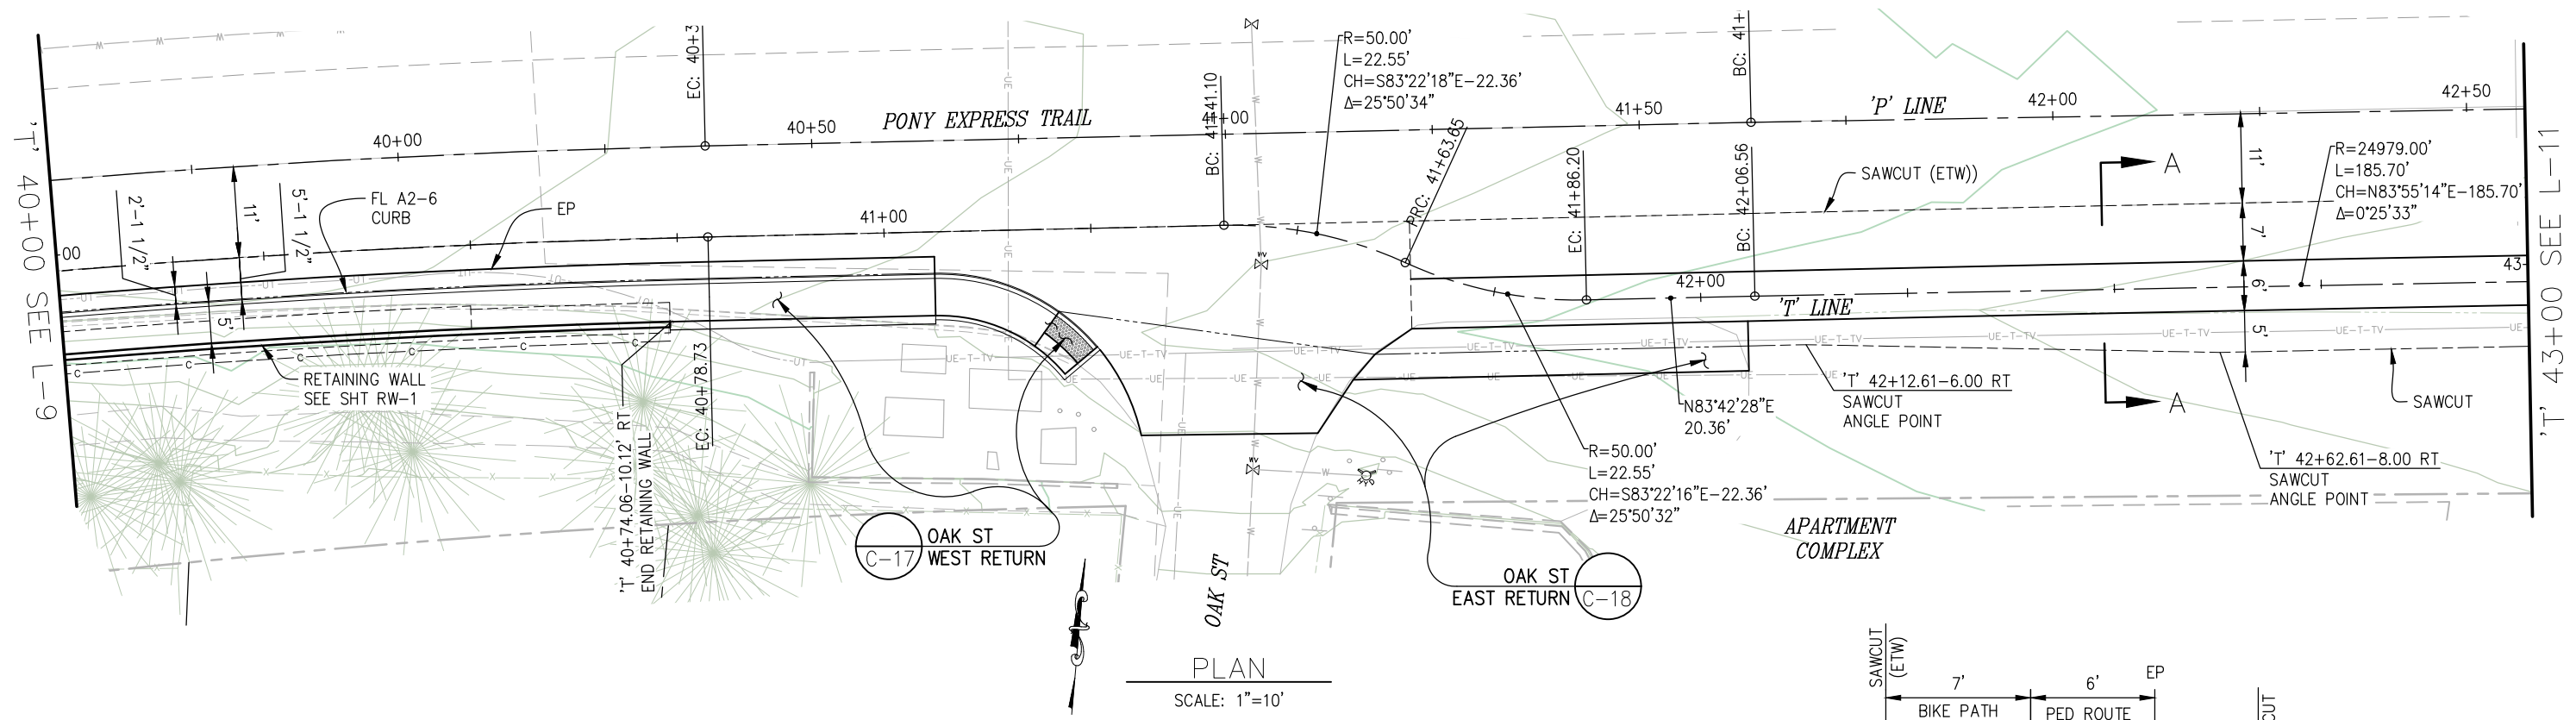 'T' 40+00 SEE L-9
2'-1 1/2"
5'
11'
5'-1 1/2"
00
FL A2-6
CURB
EP
40+00
EC: 40+3
40+50
PONY EXPRESS TRAIL
41+00
BC: 41+41.10
41+00
R=50.00'
L=22.55'
CH=S83°22'18"E-22.36'
Δ=25°50'34"
PRC: 41+63.65
41+50
BC: 41+
EC: 41+86.20
BC: 42+06.56
'P' LINE
42+00
42+50
SAWCUT (ETW))
A
11'
7'
6'
5'
R=24979.00'
L=185.70'
CH=N83°55'14"E-185.70'
Δ=0°25'33"
43
'T' 43+00 SEE L-11
42+00
'T' LINE
RETAINING WALL
SEE SHT RW-1
'T' 40+74.06-10.12' RT
END RETAINING WALL
EC: 40+78.73
N83°42'28"E
20.36'
'T' 42+12.61-6.00 RT
SAWCUT
ANGLE POINT
A
SAWCUT
R=50.00'
L=22.55'
CH=S83°22'16"E-22.36'
Δ=25°50'32"
'T' 42+62.61-8.00 RT
SAWCUT
ANGLE POINT
APARTMENT
COMPLEX
OAK ST
WEST RETURN
C-17
OAK ST
OAK ST
EAST RETURN
C-18
PLAN
SCALE: 1"=10'
SAWCUT
(ETW)
7'
6'
EP
BIKE PATH
PED ROUTE
CUT
UT
UE
UE-T-TV
W
WV
C
X